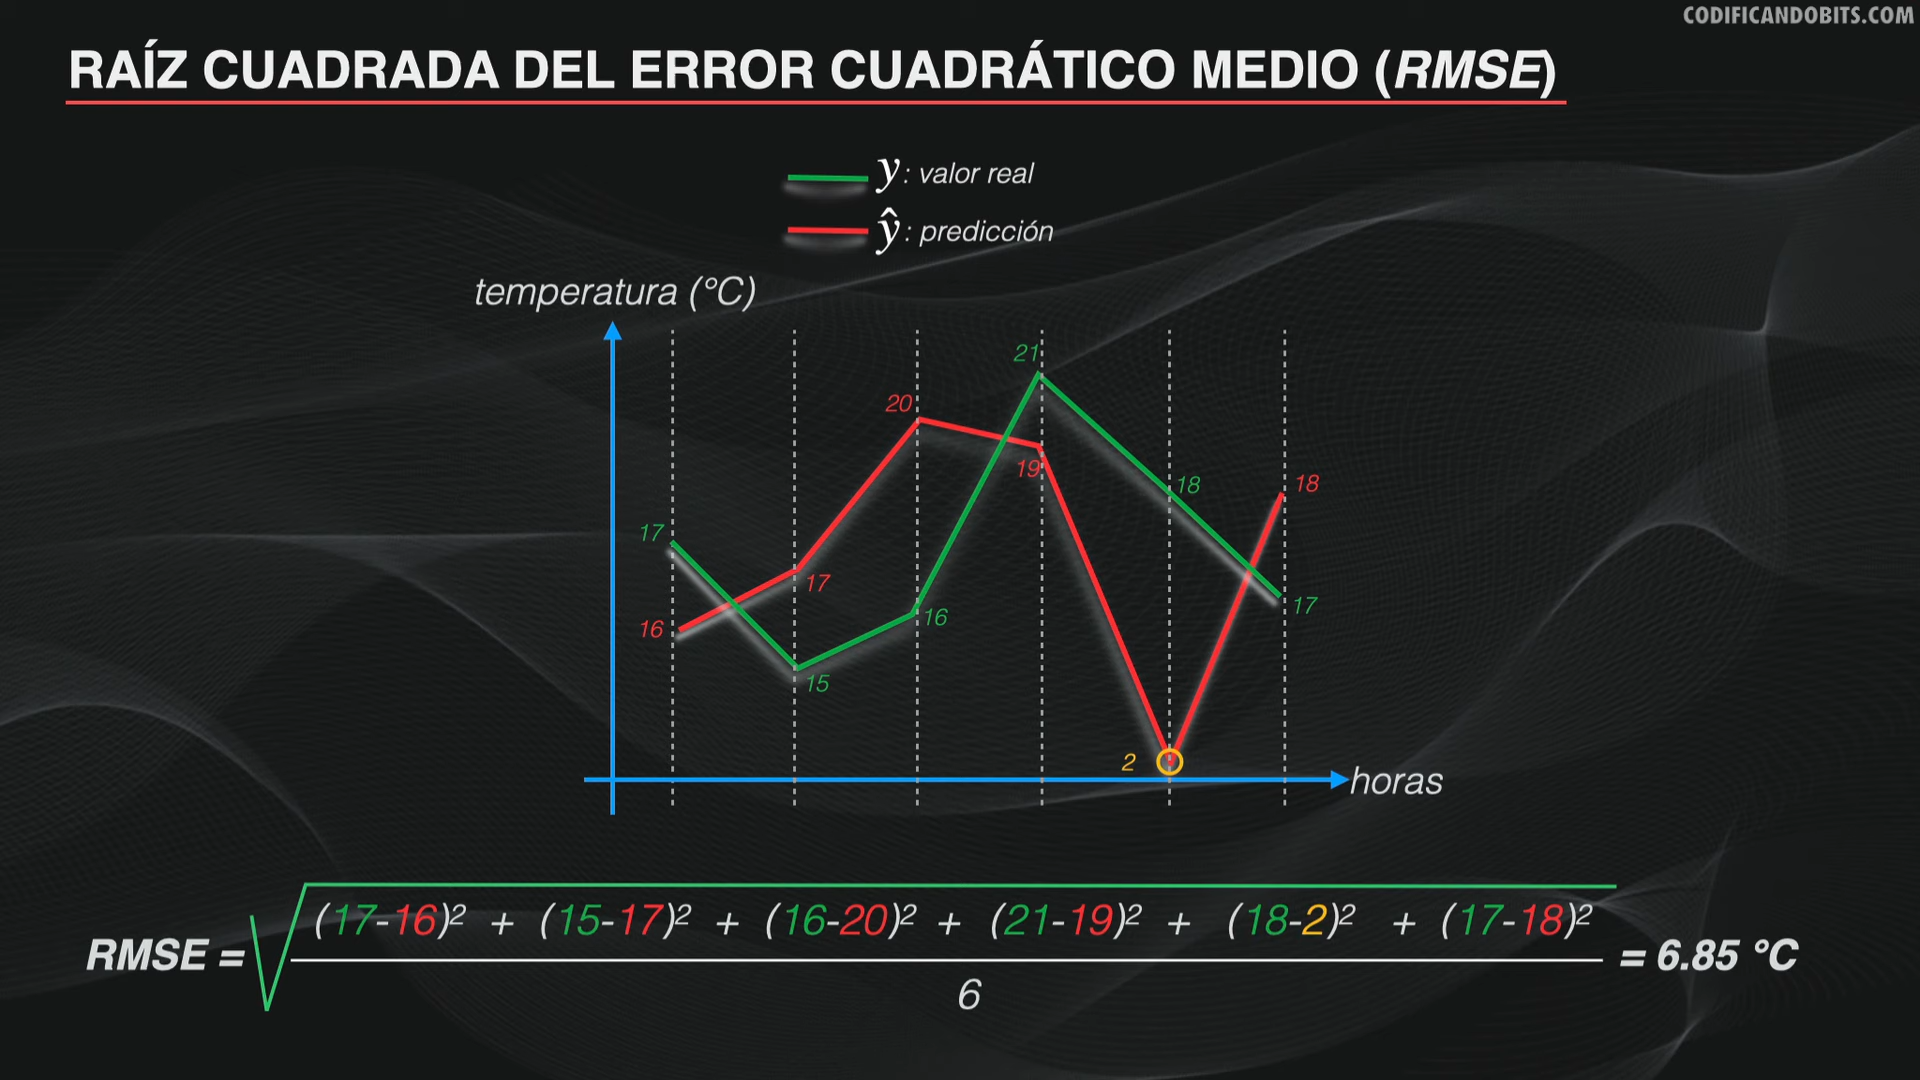 CODIFICANDOBITS.COM
RAÍZ CUADRADA DEL ERROR CUADRÁTICO MEDIO (RMSE)
y : valor real
ŷ : predicción
temperatura (°C)
21
20
19
18
18
17
17
16
16
17
15
2
horas
RMSE = √ (17-16)² + (15-17)² + (16-20)² + (21-19)² + (18-2)² + (17-18)² = 6.85 °C
6